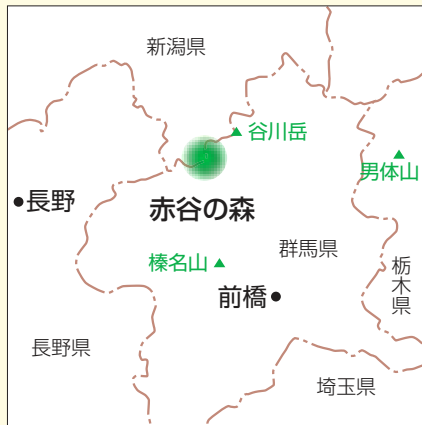 新潟県
▲谷川岳
男体山
●長野
赤谷の森
榛名山▲
群馬県
栃木県
前橋●
長野県
埼玉県